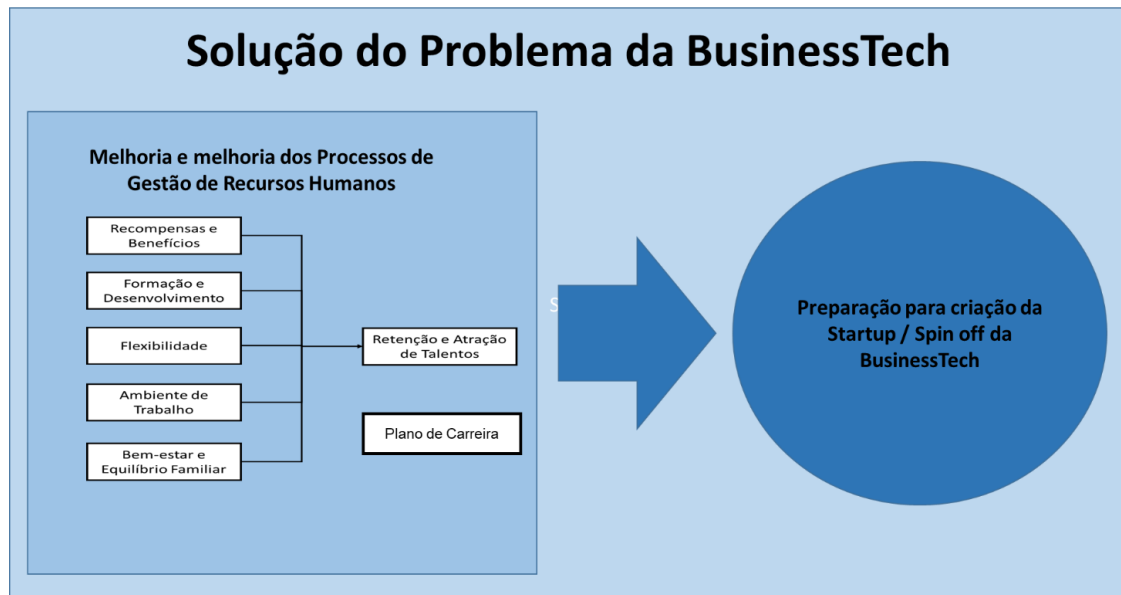 Solução do Problema da BusinessTech
Melhoria e melhoria dos Processos de
Gestão de Recursos Humanos
Recompensas e
Benefícios
Formação e
Desenvolvimento
Flexibilidade
Ambiente de
Trabalho
Bem-estar e
Equilíbrio Familiar
Retenção e Atração
de Talentos
Plano de Carreira
S
Preparação para criação da
Startup / Spin off da
BusinessTech